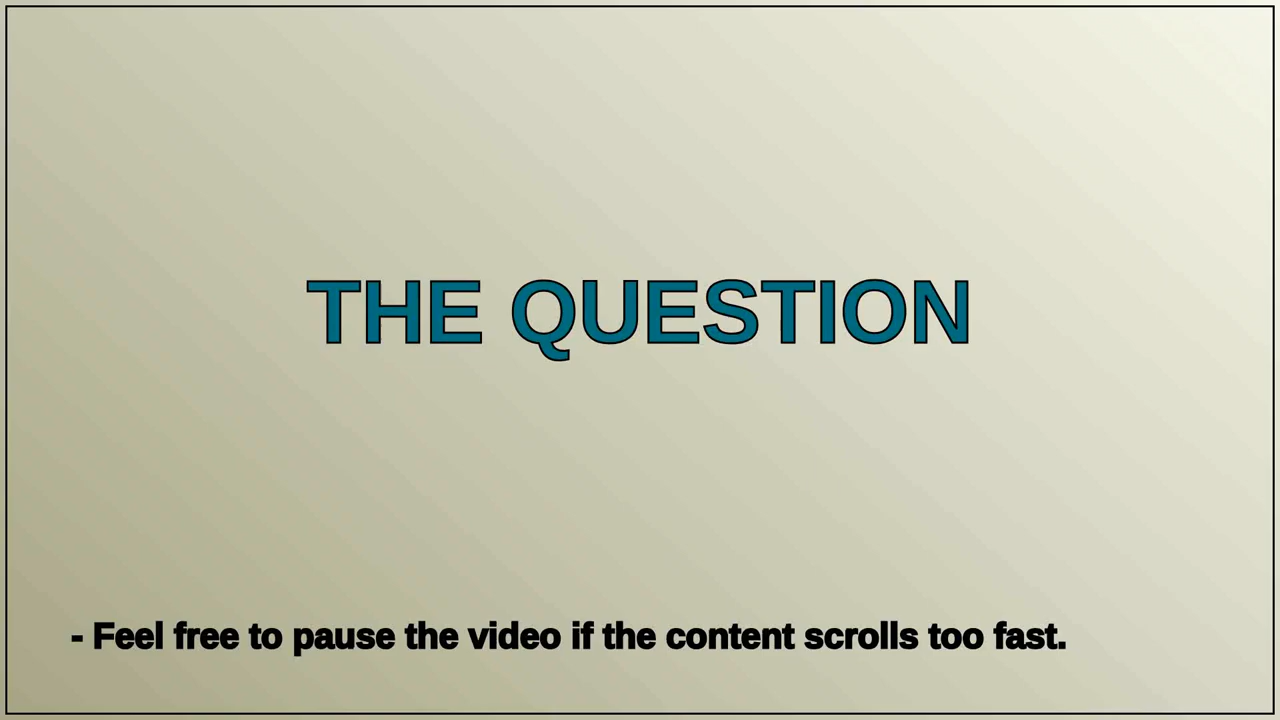 THE QUESTION
- Feel free to pause the video if the content scrolls too fast.